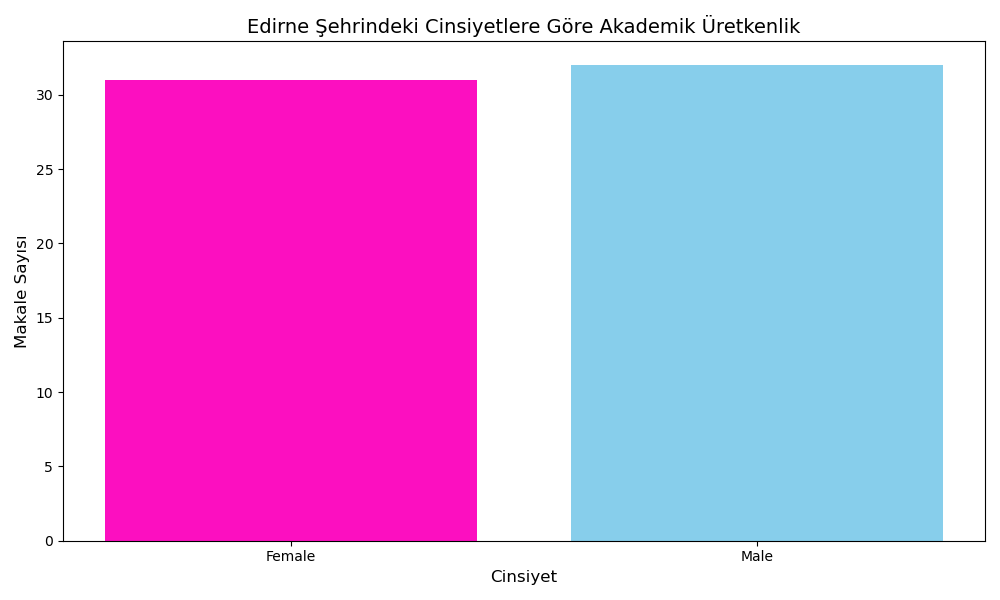 Edirne Şehrindeki Cinsiyetlere Göre Akademik Üretkenlik
Makale Sayısı
30
25
20
15
10
5
0
Female
Male
Cinsiyet